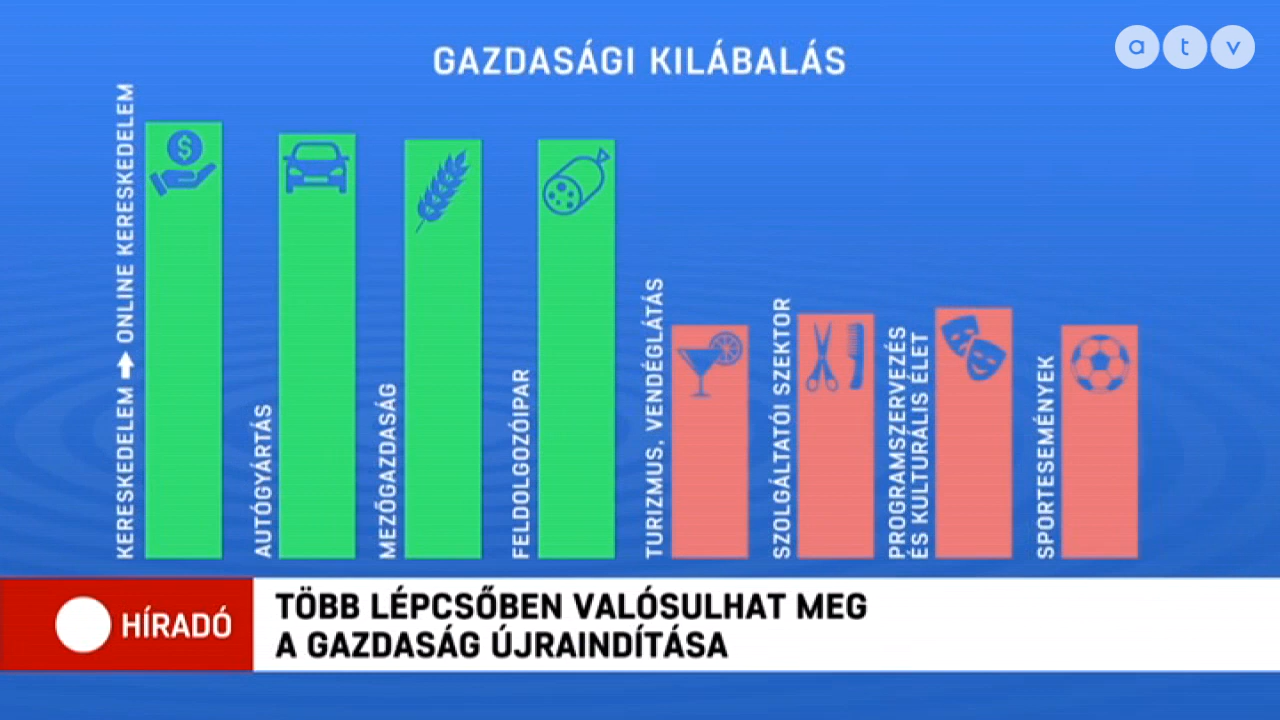 GAZDASÁGI KILÁBALÁS
atv
KERESKEDELEM → ONLINE KERESKEDELEM
$
AUTÓGYÁRTÁS
MEZŐGAZDASÁG
FELDOLGOZÓIPAR
TURIZMUS, VENDÉGLÁTÁS
SZOLGÁLTATÓI SZEKTOR
PROGRAMSZERVEZÉS
ÉS KULTURÁLIS ÉLET
SPORTESEMÉNYEK
HÍRADÓ
TÖBB LÉPCSŐBEN VALÓSULHAT MEG
A GAZDASÁG ÚJRAINDÍTÁSA